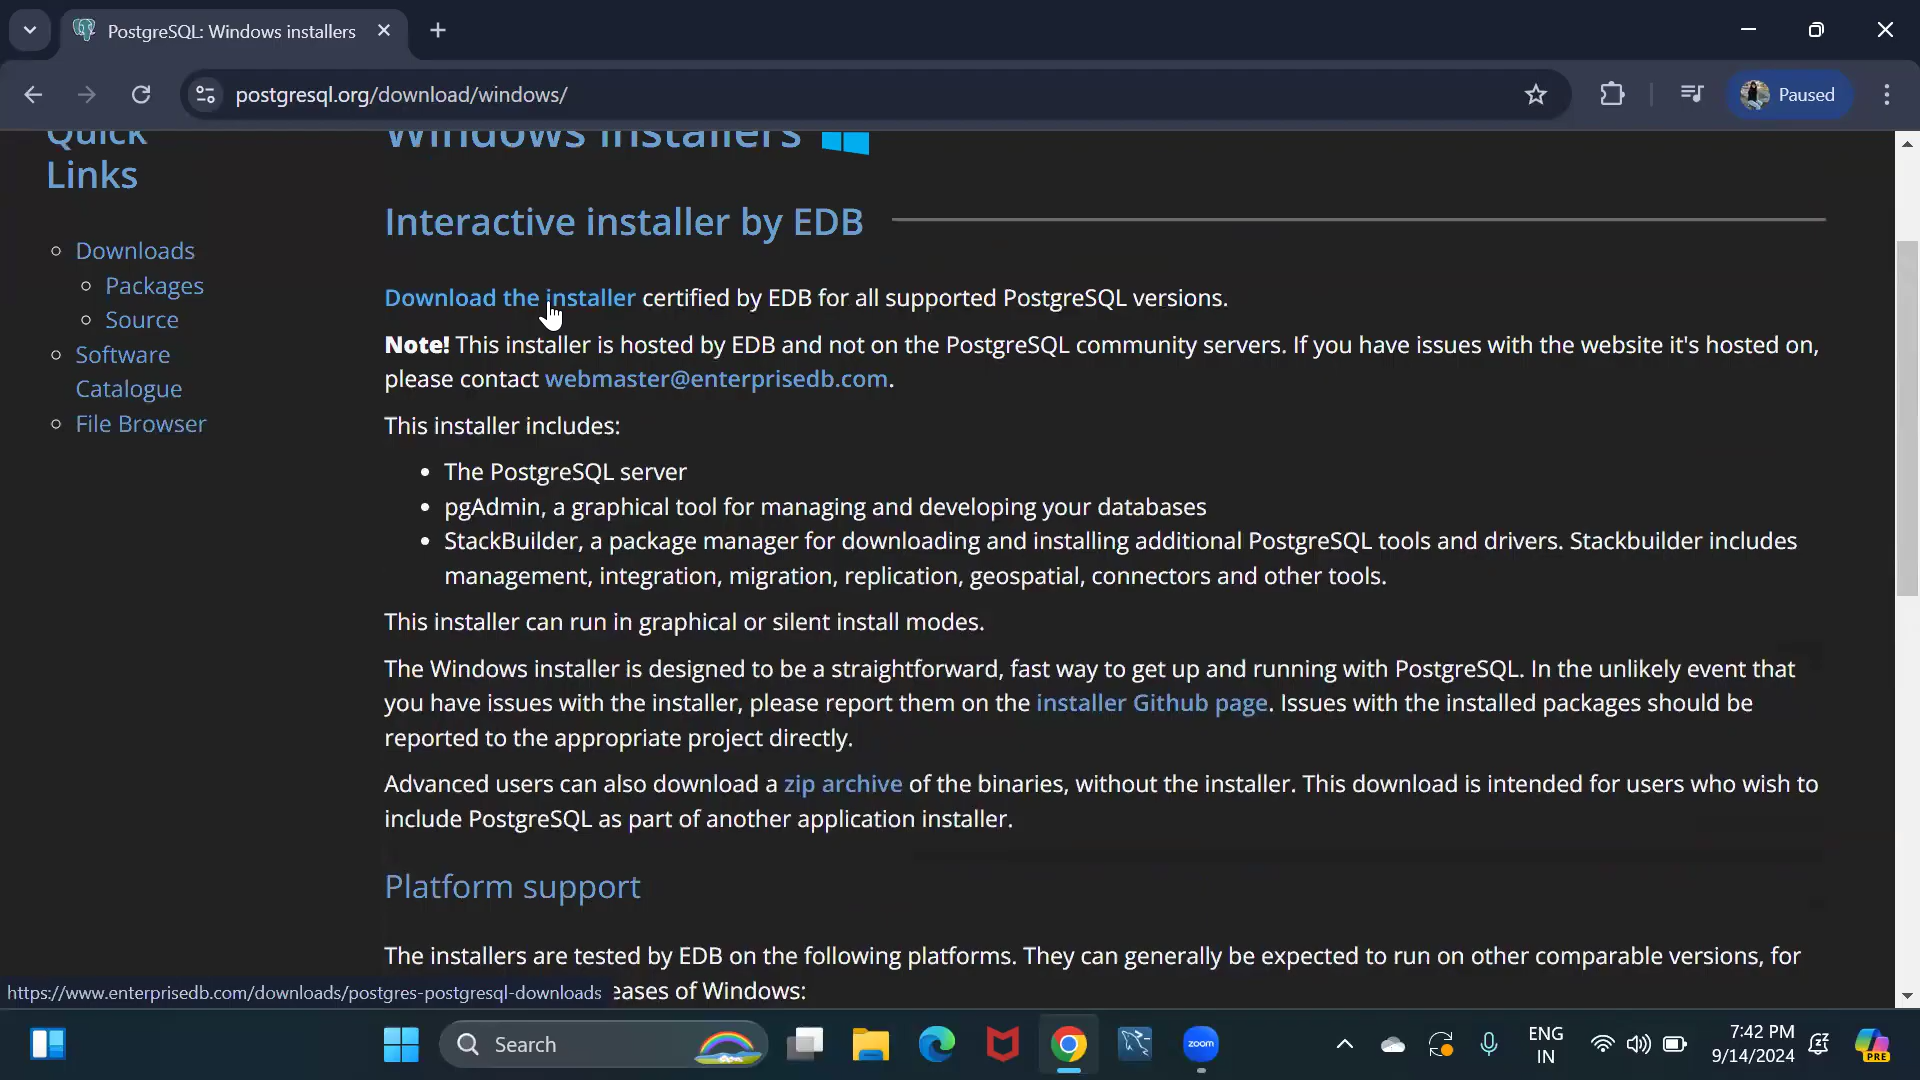 PostgreSQL: Windows installers
postgresql.org/download/windows/
Paused
Quick
Links
Downloads
Packages
Source
Software
Catalogue
File Browser
Windows installers
Interactive installer by EDB
Download the installer certified by EDB for all supported PostgreSQL versions.
Note! This installer is hosted by EDB and not on the PostgreSQL community servers. If you have issues with the website it's hosted on,
please contact webmaster@enterprisedb.com.
This installer includes:
The PostgreSQL server
pgAdmin, a graphical tool for managing and developing your databases
StackBuilder, a package manager for downloading and installing additional PostgreSQL tools and drivers. Stackbuilder includes
management, integration, migration, replication, geospatial, connectors and other tools.
This installer can run in graphical or silent install modes.
The Windows installer is designed to be a straightforward, fast way to get up and running with PostgreSQL. In the unlikely event that
you have issues with the installer, please report them on the installer Github page. Issues with the installed packages should be
reported to the appropriate project directly.
Advanced users can also download a zip archive of the binaries, without the installer. This download is intended for users who wish to
include PostgreSQL as part of another application installer.
Platform support
The installers are tested by EDB on the following platforms. They can generally be expected to run on other comparable versions, for
eases of Windows:
https://www.enterprisedb.com/downloads/postgres-postgresql-downloads
Search
zoom
ENG
IN
7:42 PM
9/14/2024
PRE